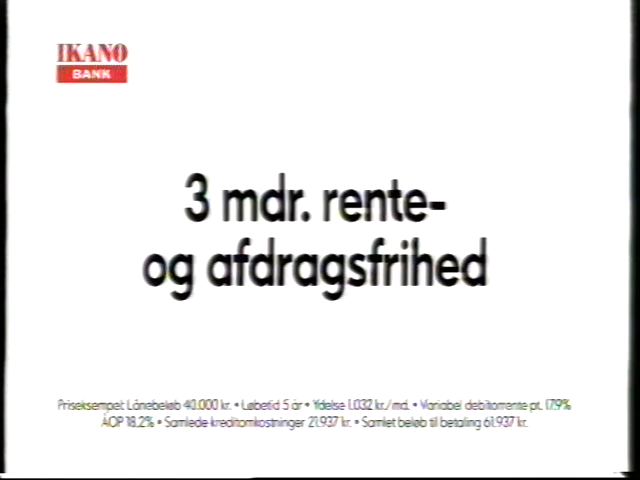 IKANO
BANK
3 mdr. rente-
og afdragsfrihed
Priseksempel: Lånebeløb 40.000 kr. • Løbetid 5 år • Ydelse 1.032 kr./md. • Variabel debitorrente pt. 17,9%
ÅOP 18,2% • Samlede kreditomkostninger 21.937 kr. • Samlet beløb til betaling 61.937 kr.